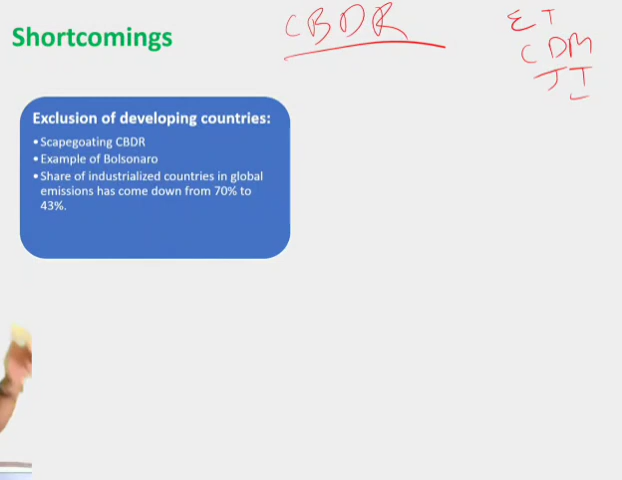 Shortcomings
CBDR
ET
CDM
JI
Exclusion of developing countries:
• Scapegoating CBDR
• Example of Bolsonaro
• Share of industrialized countries in global
emissions has come down from 70% to
43%.